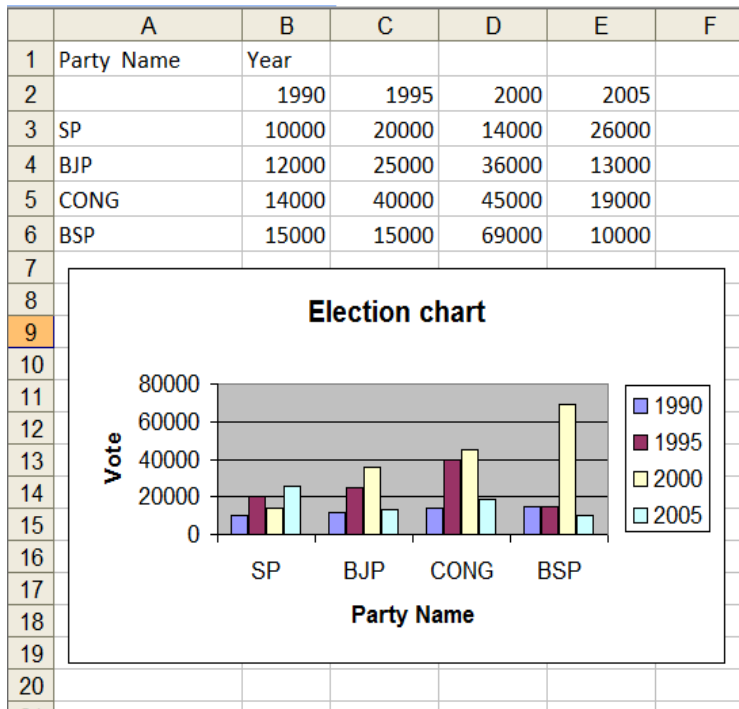 A B C D E F
1 Party Name Year
2 1990 1995 2000 2005
3 SP 10000 20000 14000 26000
4 BJP 12000 25000 36000 13000
5 CONG 14000 40000 45000 19000
6 BSP 15000 15000 69000 10000
7
8
9
10
11
12
13
14
15
16
17
18
19
20
Election chart
Vote
80000
60000
40000
20000
0
SP BJP CONG BSP
Party Name
1990
1995
2000
2005